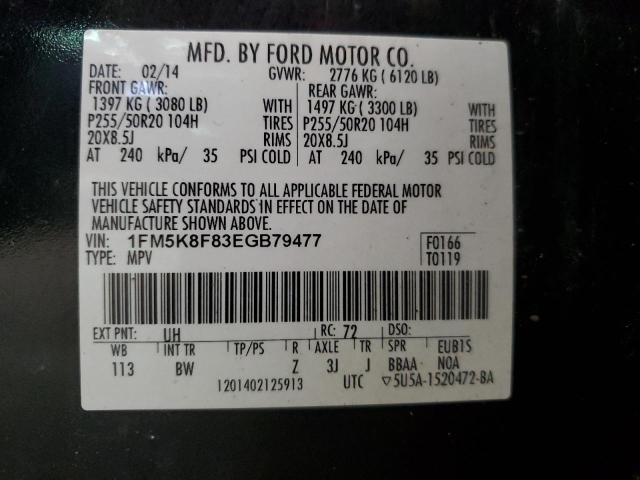 MFD. BY FORD MOTOR CO.
DATE: 02/14 GVWR: 2776 KG ( 6120 LB)
FRONT GAWR: REAR GAWR:
1397 KG ( 3080 LB) WITH 1497 KG ( 3300 LB) WITH
P255/50R20 104H TIRES P255/50R20 104H TIRES
20X8.5J RIMS 20X8.5J RIMS
AT 240 kPa/ 35 PSI COLD AT 240 kPa/ 35 PSI COLD
THIS VEHICLE CONFORMS TO ALL APPLICABLE FEDERAL MOTOR
VEHICLE SAFETY STANDARDS IN EFFECT ON THE DATE OF
MANUFACTURE SHOWN ABOVE.
VIN: 1FM5K8F83EGB79477 F0166
TYPE: MPV T0119
EXT PNT: UH RC: 72 DSO:
WB INT TR TP/PS R AXLE TR SPR EUB1S
113 BW Z 3J J BBAA NOA
1201402125913 UTC ▽5U5A-1520472-BA